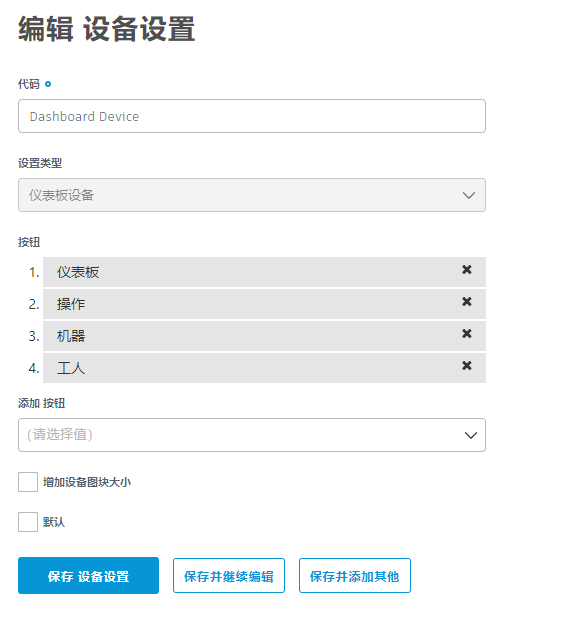 编辑 设备设置
代码
Dashboard Device
设置类型
仪表板设备
按钮
1. 仪表板
2. 操作
3. 机器
4. 工人
添加 按钮
(请选择值)
增加设备图块大小
默认
保存 设备设置 保存并继续编辑 保存并添加其他